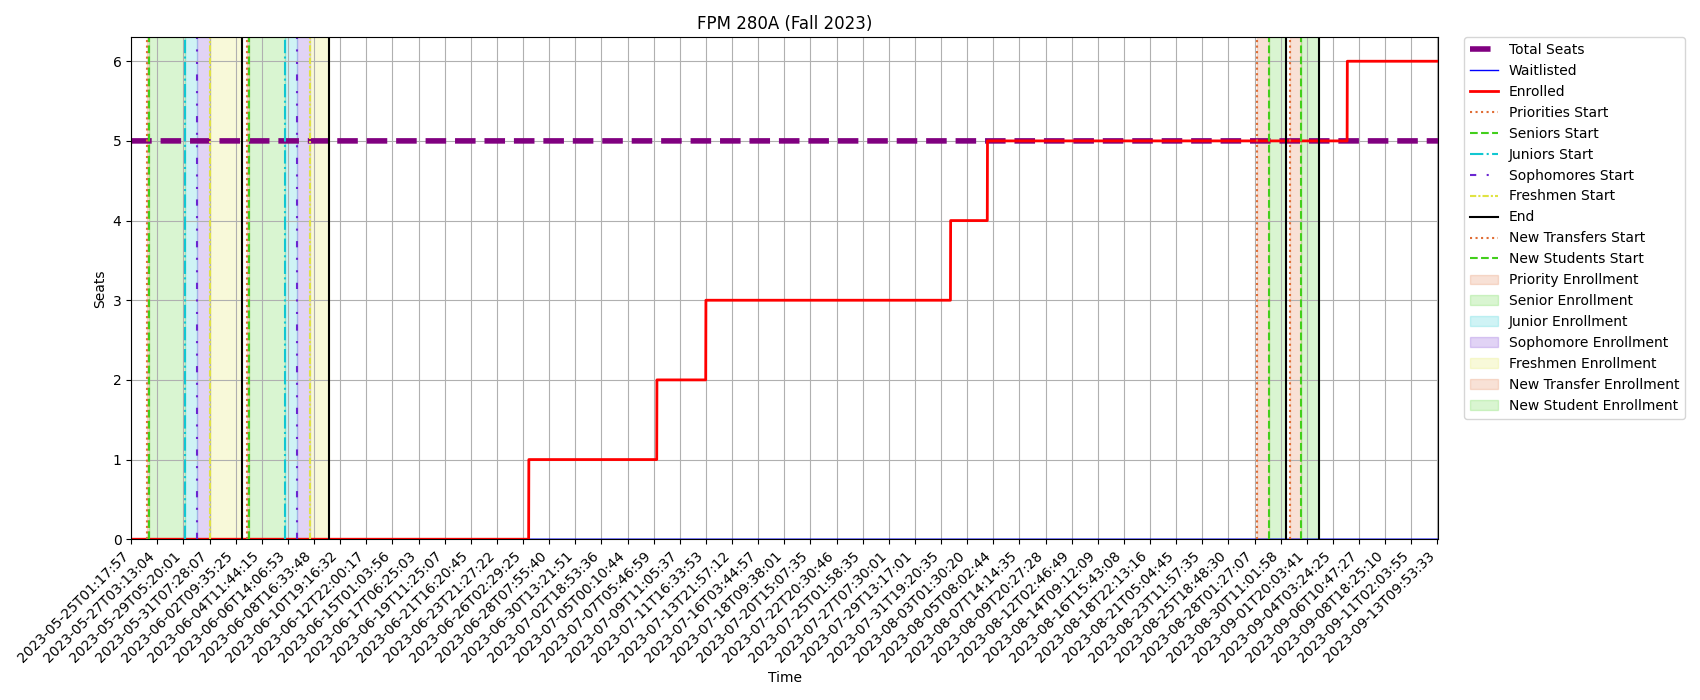 FPM 280A (Fall 2023)
Seats
6
5
4
3
2
1
0
2023-05-25T01:17:57
2023-05-27T03:13:04
2023-05-29T05:20:01
2023-05-31T07:28:07
2023-06-02T09:35:25
2023-06-04T11:44:15
2023-06-06T14:06:53
2023-06-08T16:33:48
2023-06-10T19:16:32
2023-06-12T22:00:17
2023-06-15T01:03:56
2023-06-17T06:25:03
2023-06-19T11:25:07
2023-06-21T16:20:45
2023-06-23T21:27:22
2023-06-26T02:29:25
2023-06-28T07:55:40
2023-06-30T13:21:51
2023-07-02T18:53:36
2023-07-05T00:10:44
2023-07-07T05:46:59
2023-07-09T11:05:37
2023-07-11T16:33:53
2023-07-13T21:57:12
2023-07-16T03:44:57
2023-07-18T09:38:01
2023-07-20T15:07:35
2023-07-22T20:30:46
2023-07-25T01:58:35
2023-07-27T07:30:01
2023-07-29T13:17:01
2023-07-31T19:20:35
2023-08-03T01:30:20
2023-08-05T08:02:44
2023-08-07T14:14:35
2023-08-09T20:27:28
2023-08-12T02:46:49
2023-08-14T09:12:09
2023-08-16T15:43:08
2023-08-18T22:13:16
2023-08-21T05:04:45
2023-08-23T11:57:35
2023-08-25T18:48:30
2023-08-28T01:27:07
2023-08-30T11:01:58
2023-09-01T20:03:41
2023-09-04T03:24:25
2023-09-06T10:47:27
2023-09-08T18:25:10
2023-09-11T02:03:55
2023-09-13T09:53:33
Time
Total Seats
Waitlisted
Enrolled
Priorities Start
Seniors Start
Juniors Start
Sophomores Start
Freshmen Start
End
New Transfers Start
New Students Start
Priority Enrollment
Senior Enrollment
Junior Enrollment
Sophomore Enrollment
Freshmen Enrollment
New Transfer Enrollment
New Student Enrollment